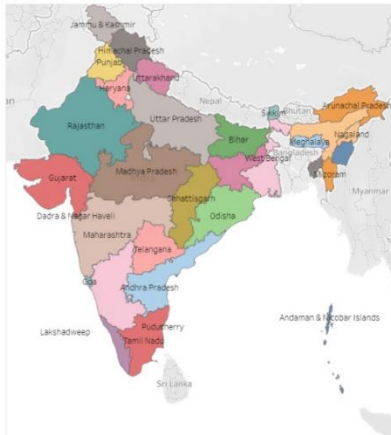 Jammu & Kashmir
Himachal Pradesh
Punjab
Uttarakhand
Haryana
Nepal
Bhutan
Arunachal Pradesh
Sikkim
Rajasthan
Uttar Pradesh
Nagaland
Bihar
Meghalaya
Bangladesh
West Bengal
Gujarat
Madhya Pradesh
Mizoram
Myanmar
Chhattisgarh
Dadra & Nagar Haveli
Odisha
Maharashtra
Telangana
Goa
Andhra Pradesh
Andaman & Nicobar Islands
Puducherry
Lakshadweep
Tamil Nadu
Sri Lanka